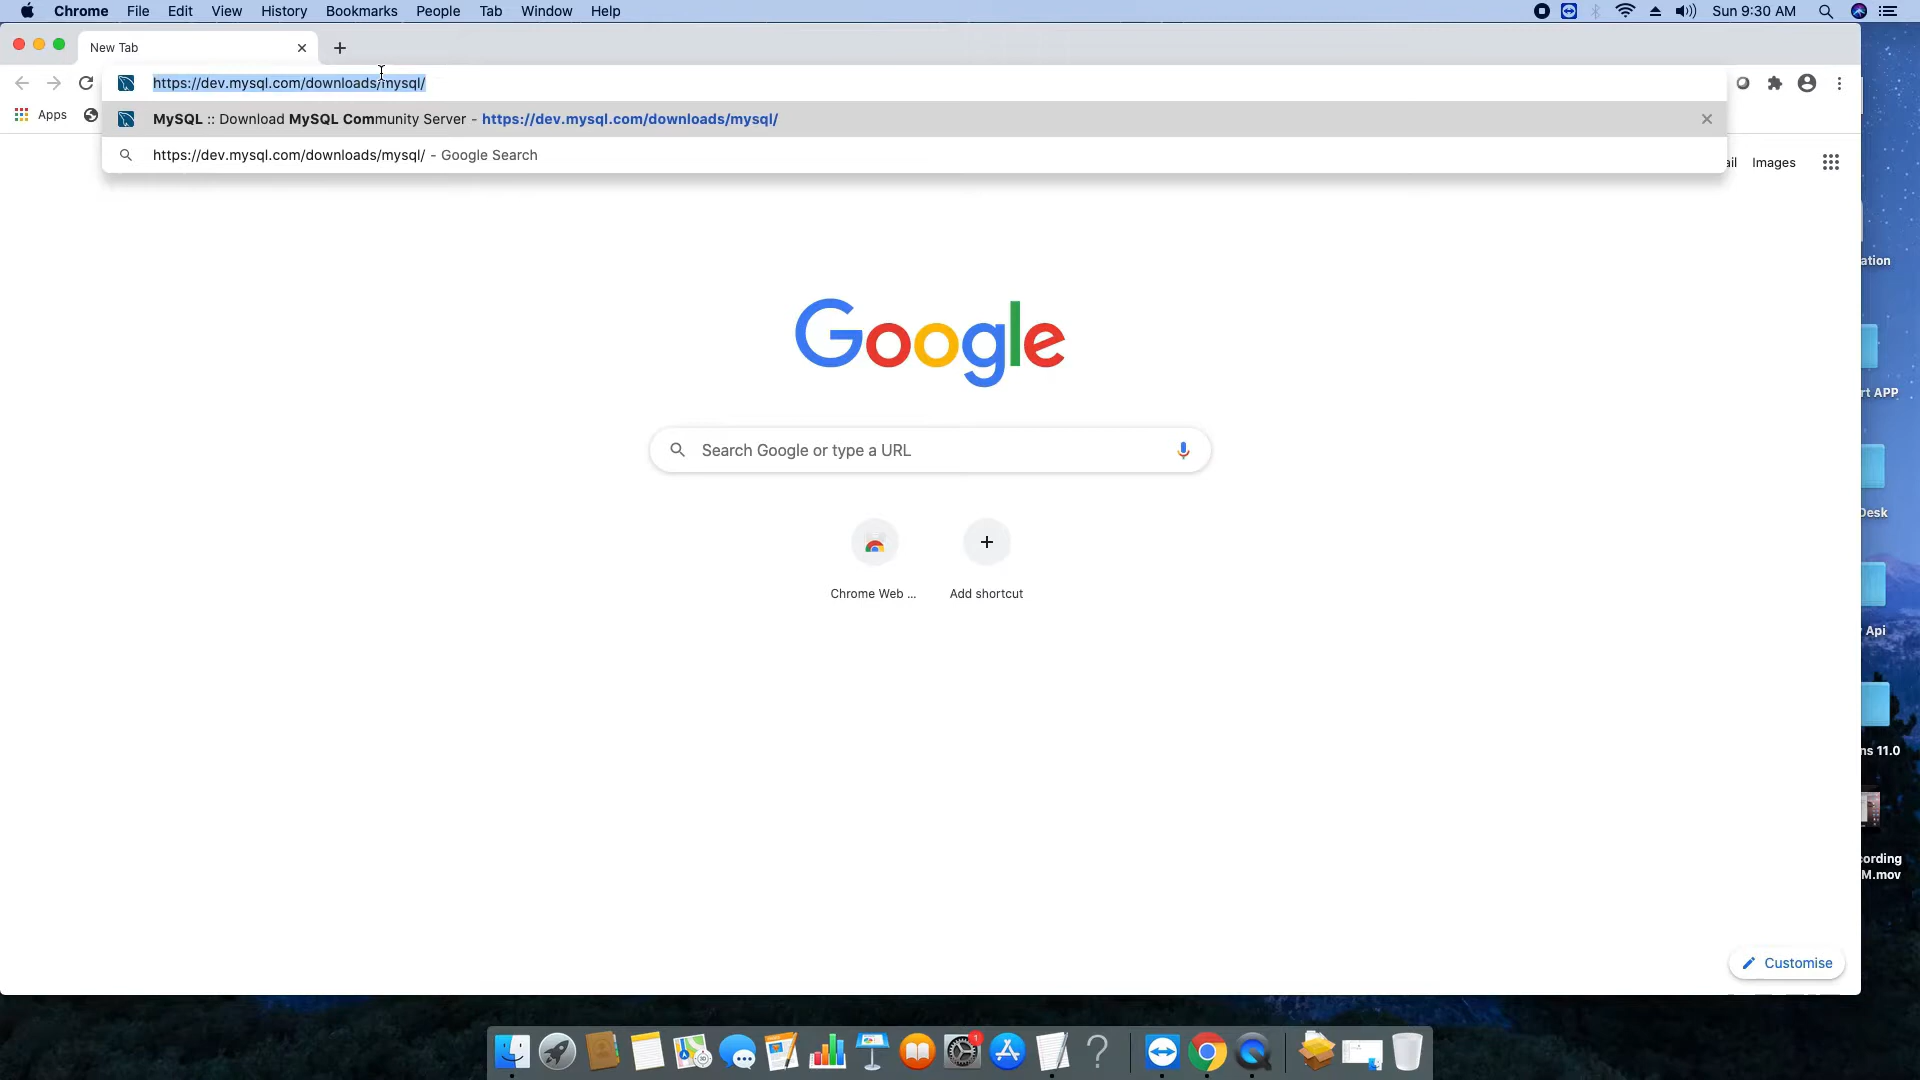 Chrome File Edit View History Bookmarks People Tab Window Help Sun 9:30 AM
New Tab
https://dev.mysql.com/downloads/mysql/
Apps
MySQL :: Download MySQL Community Server - https://dev.mysql.com/downloads/mysql/
https://dev.mysql.com/downloads/mysql/ - Google Search
ail Images
ation
Google
rt APP
Search Google or type a URL
Desk
Chrome Web ... Add shortcut
Api
ns 11.0
cording
M.mov
Customise
1